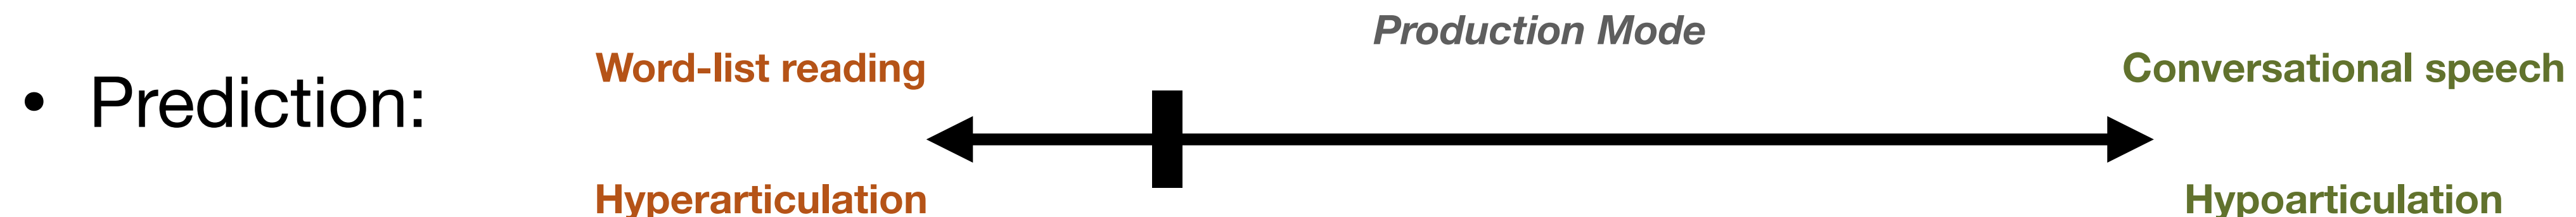 Production Mode
Word-list reading
Conversational speech
• Prediction:
Hyperarticulation
Hypoarticulation